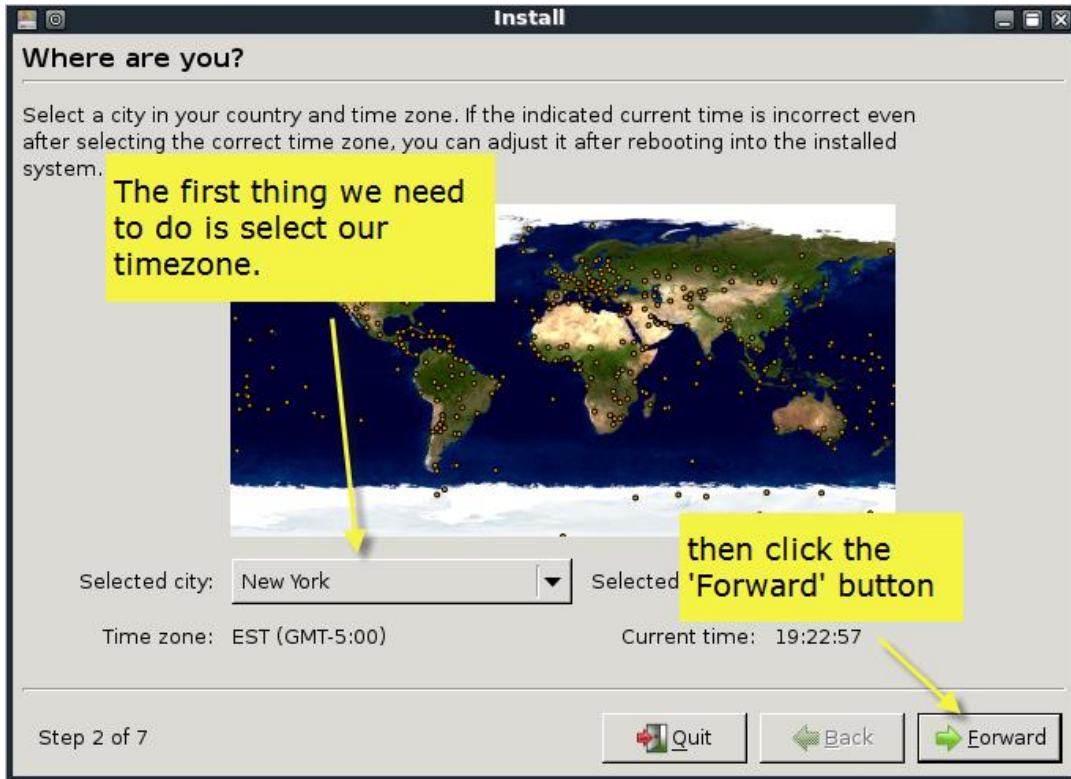 Install
Where are you?
Select a city in your country and time zone. If the indicated current time is incorrect even
after selecting the correct time zone, you can adjust it after rebooting into the installed
system.
The first thing we need
to do is select our
timezone.
then click the
'Forward' button
Selected city: New York Selected
Time zone: EST (GMT-5:00) Current time: 19:22:57
Step 2 of 7 Quit Back Forward